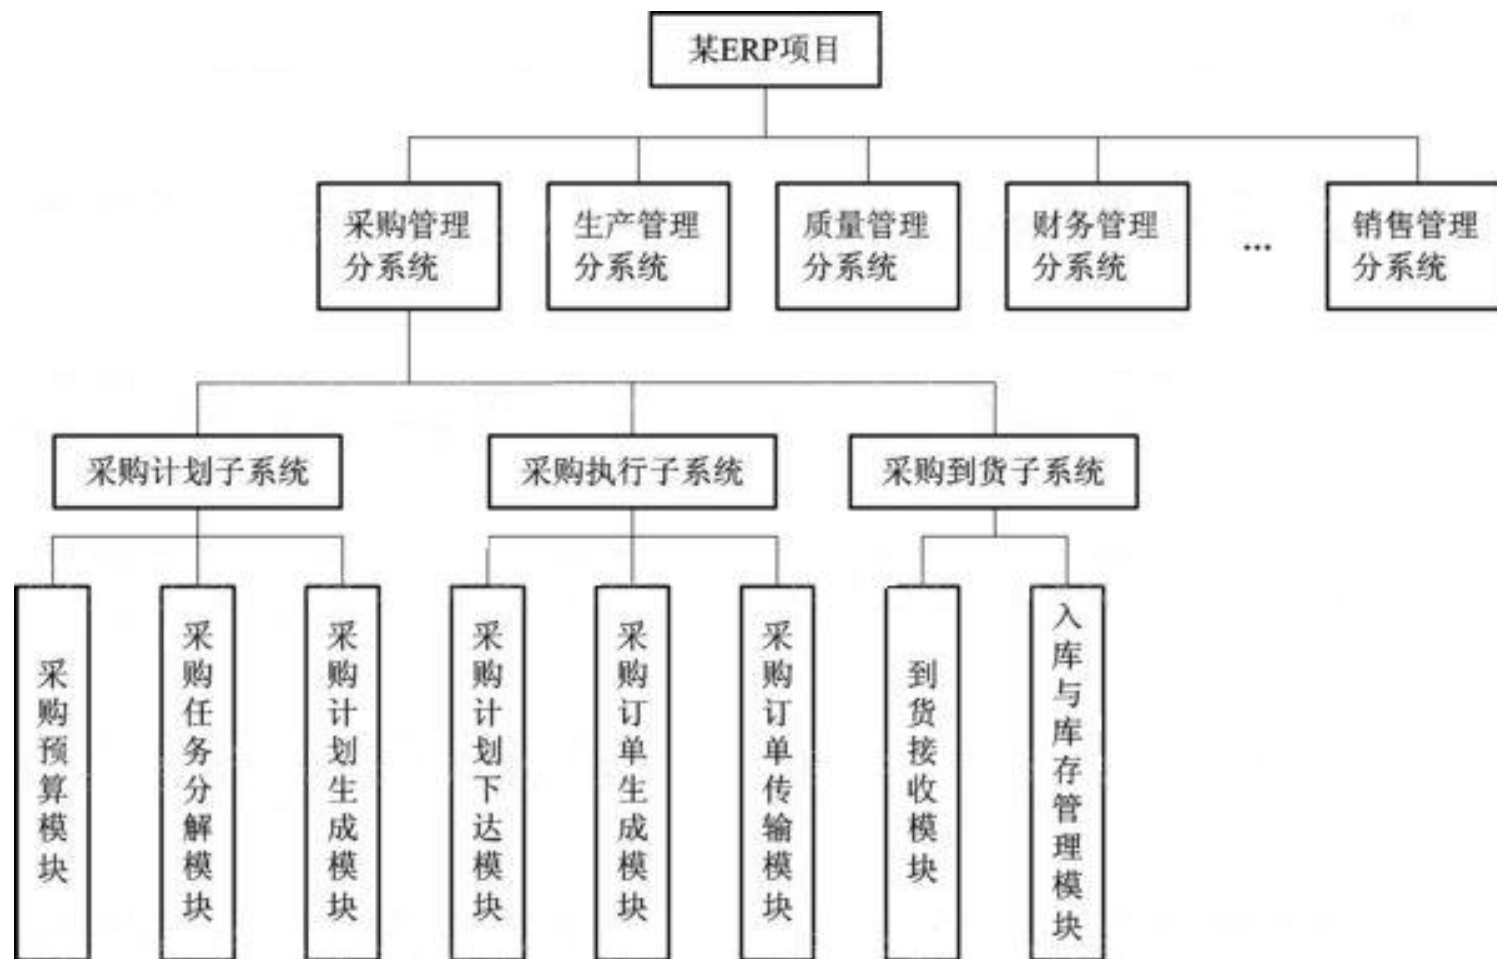 某ERP项目
采购管理
分系统
生产管理
分系统
质量管理
分系统
财务管理
分系统
...
销售管理
分系统
采购计划子系统
采购执行子系统
采购到货子系统
采购预算模块
采购任务分解模块
采购计划生成模块
采购计划下达模块
采购订单生成模块
采购订单传输模块
到货接收模块
入库与库存管理模块